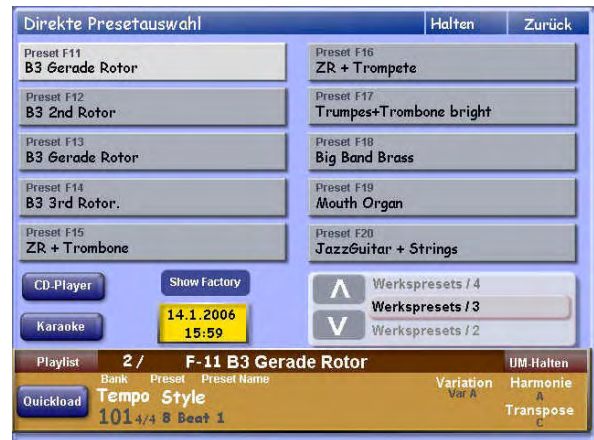 Direkte Presetauswahl Halten Zurück
Preset F11
B3 Gerade Rotor
Preset F12
B3 2nd Rotor
Preset F13
B3 Gerade Rotor
Preset F14
B3 3rd Rotor.
Preset F15
ZR + Trombone
Preset F16
ZR + Trompete
Preset F17
Trumpes+Trombone bright
Preset F18
Big Band Brass
Preset F19
Mouth Organ
Preset F20
JazzGuitar + Strings
CD-Player
Show Factory
Karaoke
14.1.2006
15:59
Werkspresets / 4
Werkspresets / 3
Werkspresets / 2
Playlist 2 / F-11 B3 Gerade Rotor UM-Halten
Bank Preset Preset Name
Quickload
Tempo Style
101 4/4 8 Beat 1
Variation
Var A
Harmonie
A
Transpose
C